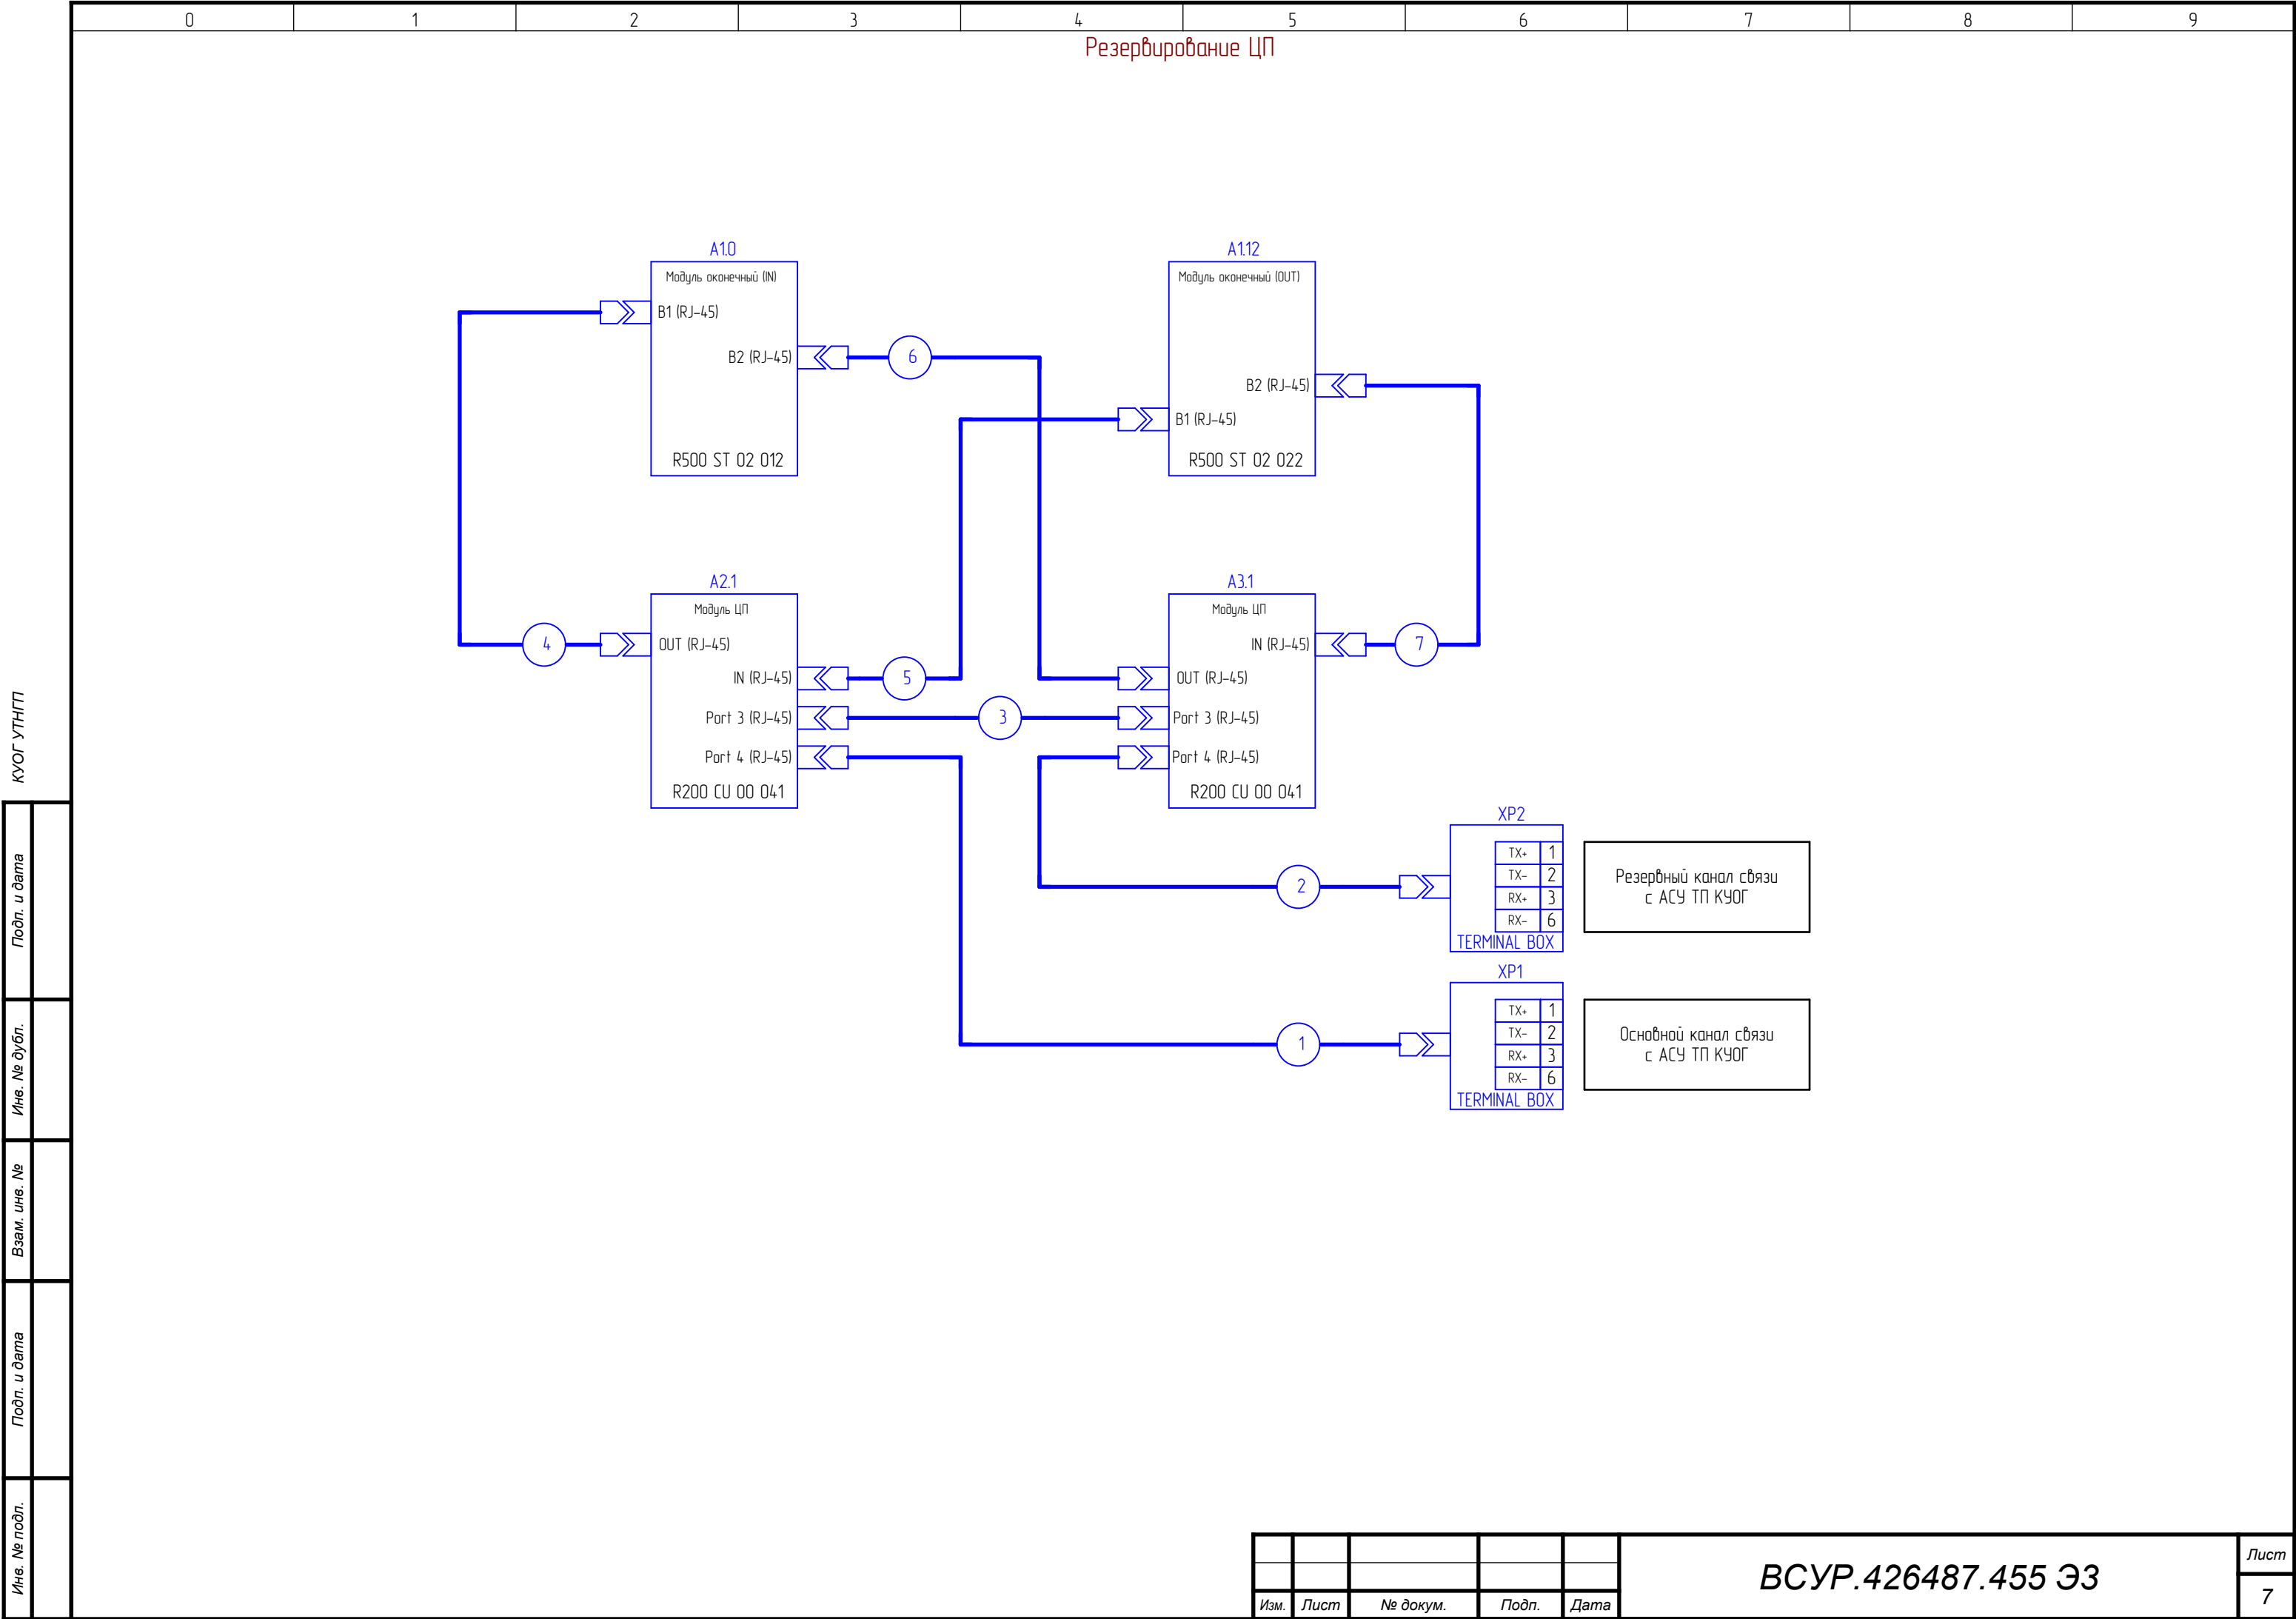 0 1 2 3 4 5 6 7 8 9
Резервирование ЦП
A1.0
Модуль оконечный (IN)
B1 (RJ-45)
B2 (RJ-45)
R500 ST 02 012
A1.12
Модуль оконечный (OUT)
B2 (RJ-45)
B1 (RJ-45)
R500 ST 02 022
6
A2.1
Модуль ЦП
OUT (RJ-45)
IN (RJ-45)
Port 3 (RJ-45)
Port 4 (RJ-45)
R200 CU 00 041
4
5
3
A3.1
Модуль ЦП
IN (RJ-45)
OUT (RJ-45)
Port 3 (RJ-45)
Port 4 (RJ-45)
R200 CU 00 041
7
XP2
TX+ 1
TX- 2
RX+ 3
RX- 6
TERMINAL BOX
2
Резервный канал связи
с АСУ ТП КУОГ
XP1
TX+ 1
TX- 2
RX+ 3
RX- 6
TERMINAL BOX
1
Основной канал связи
с АСУ ТП КУОГ
КУОГ УТНГП
Подп. и дата
Инв. № дубл.
Взам. инв. №
Подп. и дата
Инв. № подл.
Изм. Лист № докум. Подп. Дата
ВСУР.426487.455 ЭЗ
Лист
7